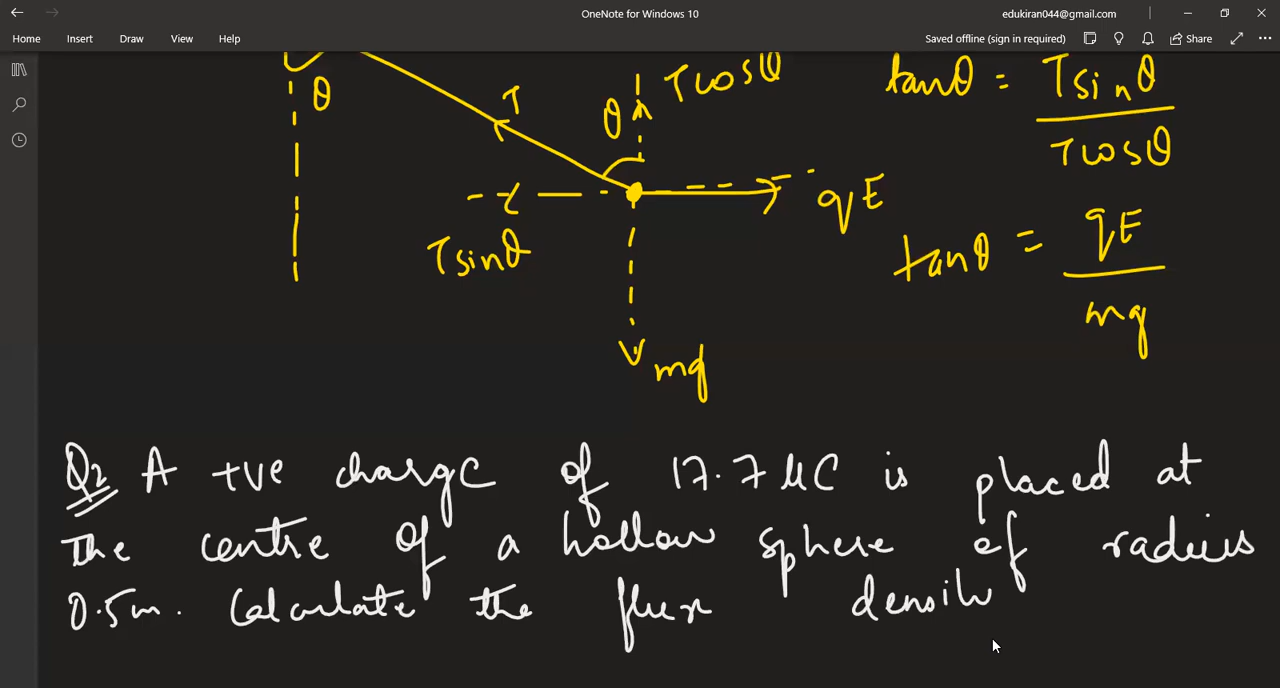 OneNote for Windows 10
edukiran044@gmail.com
Home Insert Draw View Help
Saved offline (sign in required)
Share
θ
T
θ
T cosθ
tanθ = T sinθ
T cosθ
qE
T sinθ
tanθ = qE
mg
mg
Q2 A +ve charge of 17.7 μC is placed at
the centre of a hollow sphere of radius
0.5m. Calculate the flux density